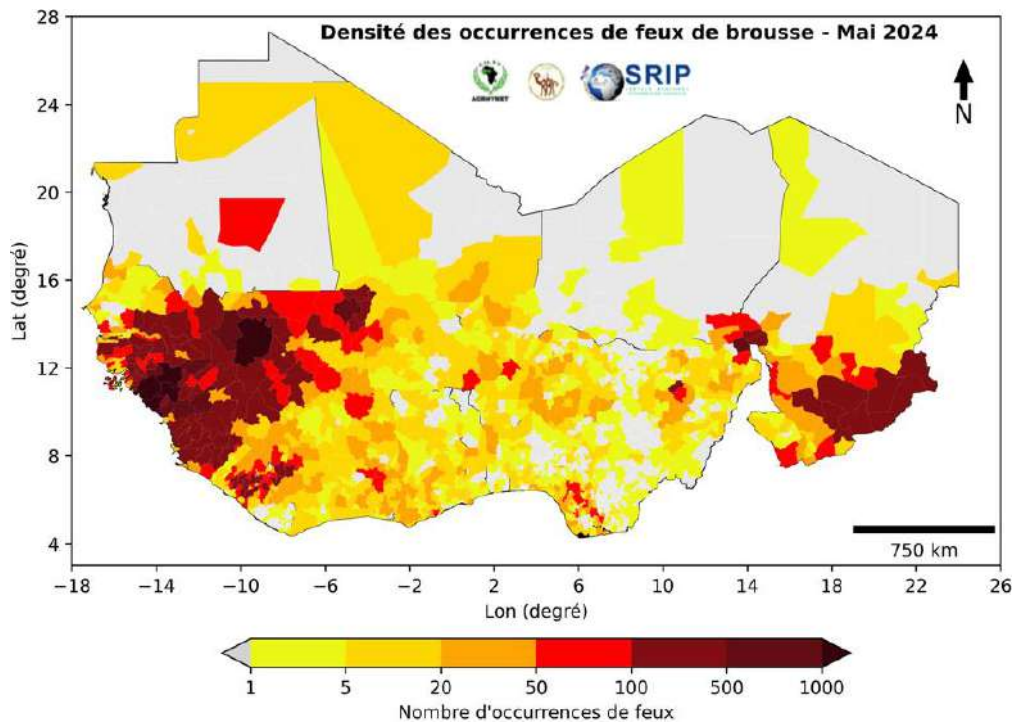 Densité des occurrences de feux de brousse - Mai 2024
AGRHYMET
SRIP
N
28
24
20
16
12
8
4
Lat (degré)
750 km
−18 −14 −10 −6 −2 2 6 10 14 18 22 26
Lon (degré)
1 5 20 50 100 500 1000
Nombre d'occurrences de feux